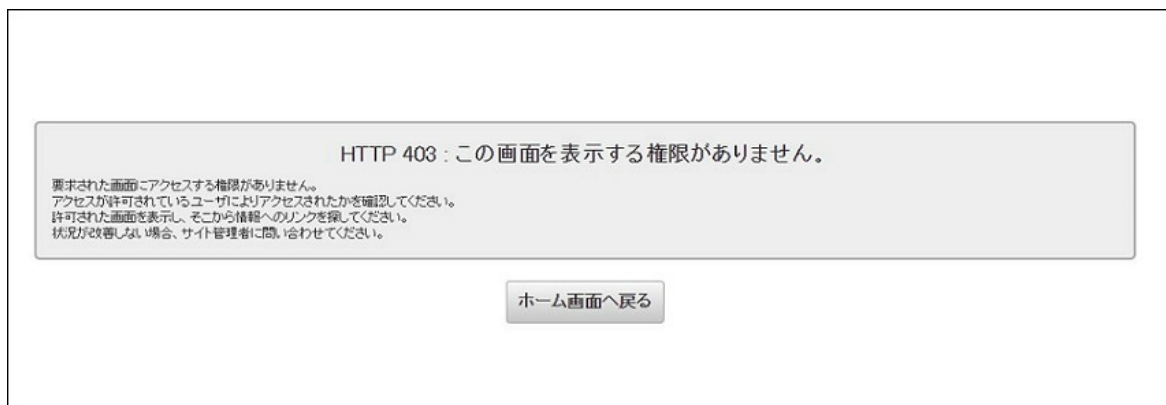 HTTP 403 : この画面を表示する権限がありません。
要求された画面にアクセスする権限がありません。
アクセスが許可されているユーザによりアクセスされたかを確認してください。
許可された画面を表示し、そこから情報へのリンクを探してください。
状況が改善しない場合、サイト管理者に問い合わせてください。
ホーム画面へ戻る